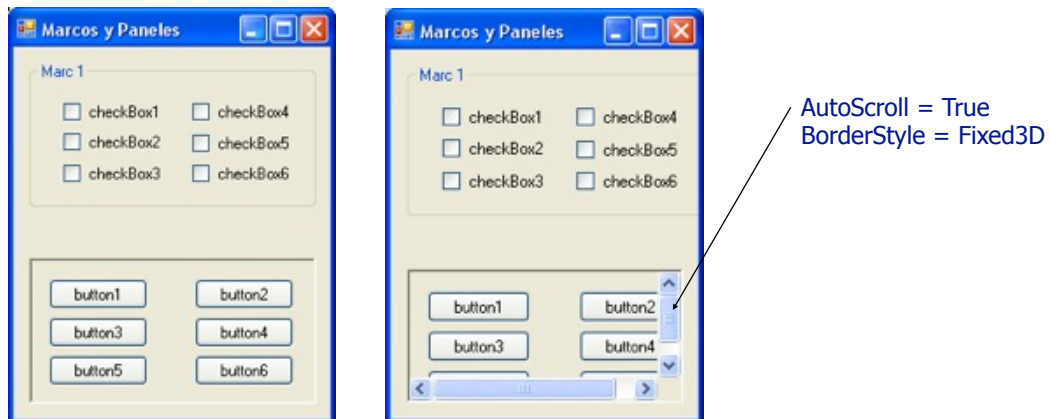 Marcos y Paneles
Marc 1
checkBox1 checkBox4
checkBox2 checkBox5
checkBox3 checkBox6
button1 button2
button3 button4
button5 button6
Marcos y Paneles
Marc 1
checkBox1 checkBox4
checkBox2 checkBox5
checkBox3 checkBox6
button1 button2
button3 button4
AutoScroll = True
BorderStyle = Fixed3D